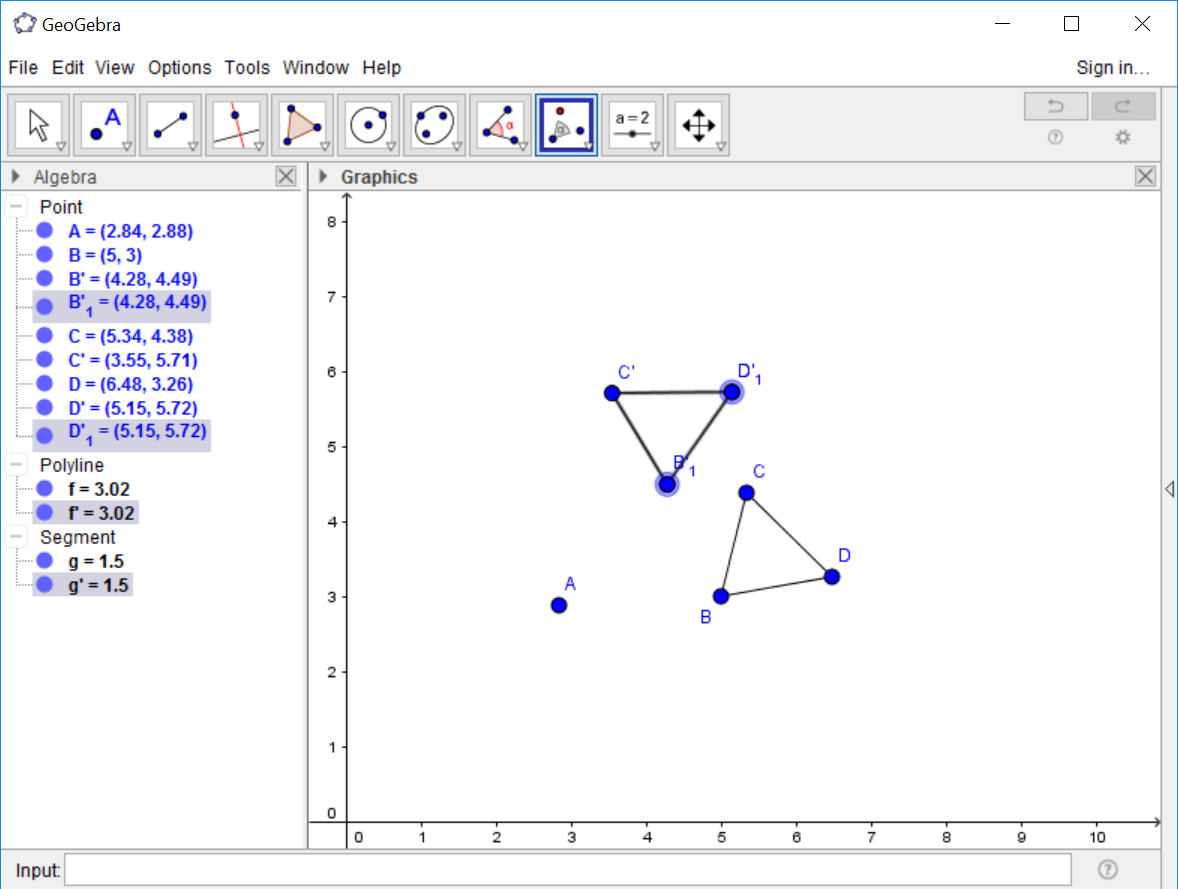 GeoGebra
File Edit View Options Tools Window Help Sign in...
A α α a = 2
Algebra
Graphics
Point
A = (2.84, 2.88)
B = (5, 3)
B' = (4.28, 4.49)
B'1 = (4.28, 4.49)
C = (5.34, 4.38)
C' = (3.55, 5.71)
D = (6.48, 3.26)
D' = (5.15, 5.72)
D'1 = (5.15, 5.72)
Polyline
f = 3.02
f' = 3.02
Segment
g = 1.5
g' = 1.5
8
7
6
5
4
3
2
1
0
C'
D'1
B'1
C
D
A
B
0 1 2 3 4 5 6 7 8 9 10
Input: